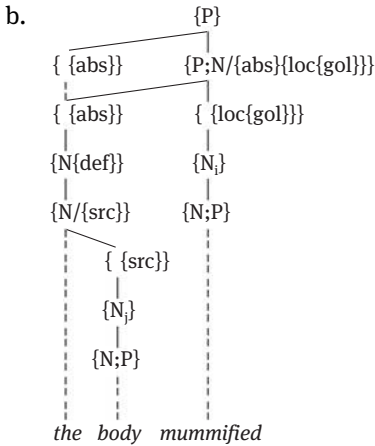 b. {P}
{ {abs}} {P;N/{abs}{loc{gol}}}
{ {abs}} { {loc{gol}}}
{N{def}} {Nᵢ}
{N/{src}} {N;P}
{ {src}}
{Nⱼ}
{N;P}
the body mummified